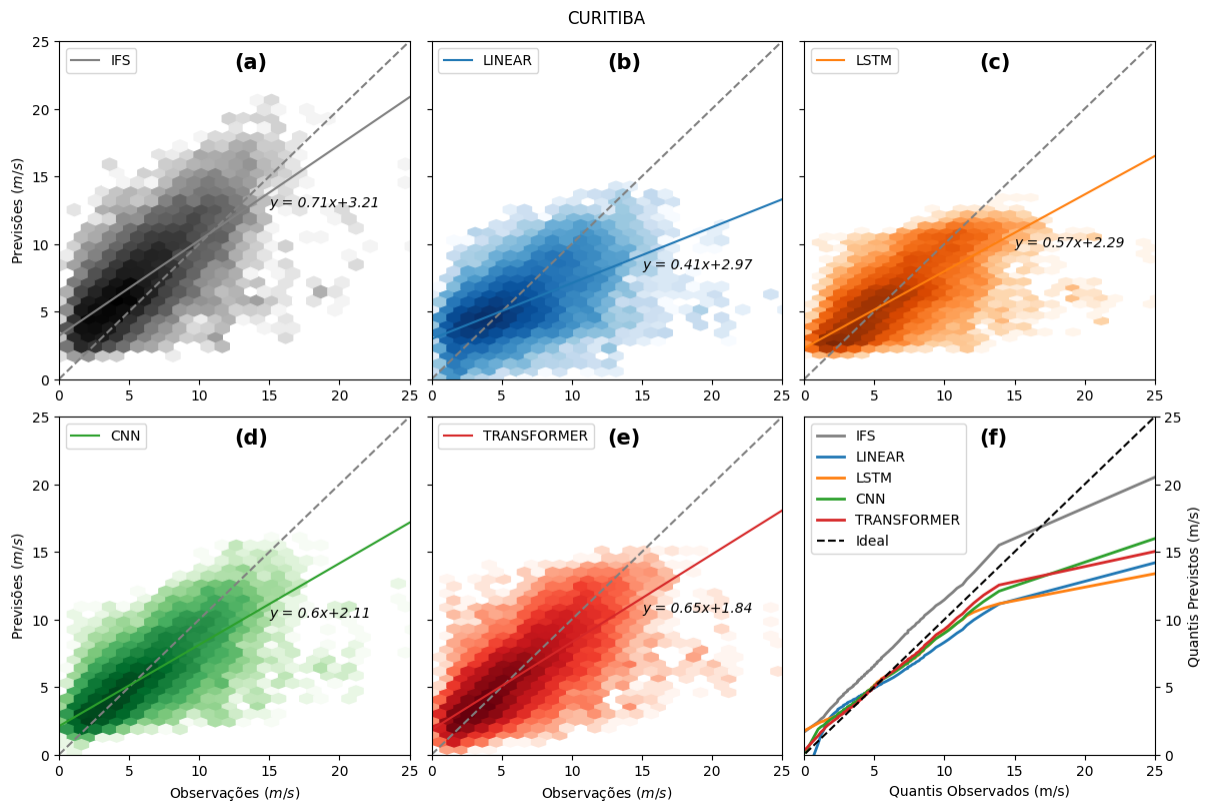 CURITIBA
25
20
15
10
5
0
Previsões (m/s)
IFS
(a)
y = 0.71x+3.21
0 5 10 15 20 25
LINEAR
(b)
y = 0.41x+2.97
0 5 10 15 20 25
LSTM
(c)
y = 0.57x+2.29
0 5 10 15 20 25
25
20
15
10
5
0
Previsões (m/s)
CNN
(d)
y = 0.6x+2.11
0 5 10 15 20 25
Observações (m/s)
TRANSFORMER
(e)
y = 0.65x+1.84
0 5 10 15 20 25
Observações (m/s)
IFS
LINEAR
LSTM
CNN
TRANSFORMER
Ideal
(f)
25
20
15
10
5
0
Quantis Previstos (m/s)
0 5 10 15 20 25
Quantis Observados (m/s)